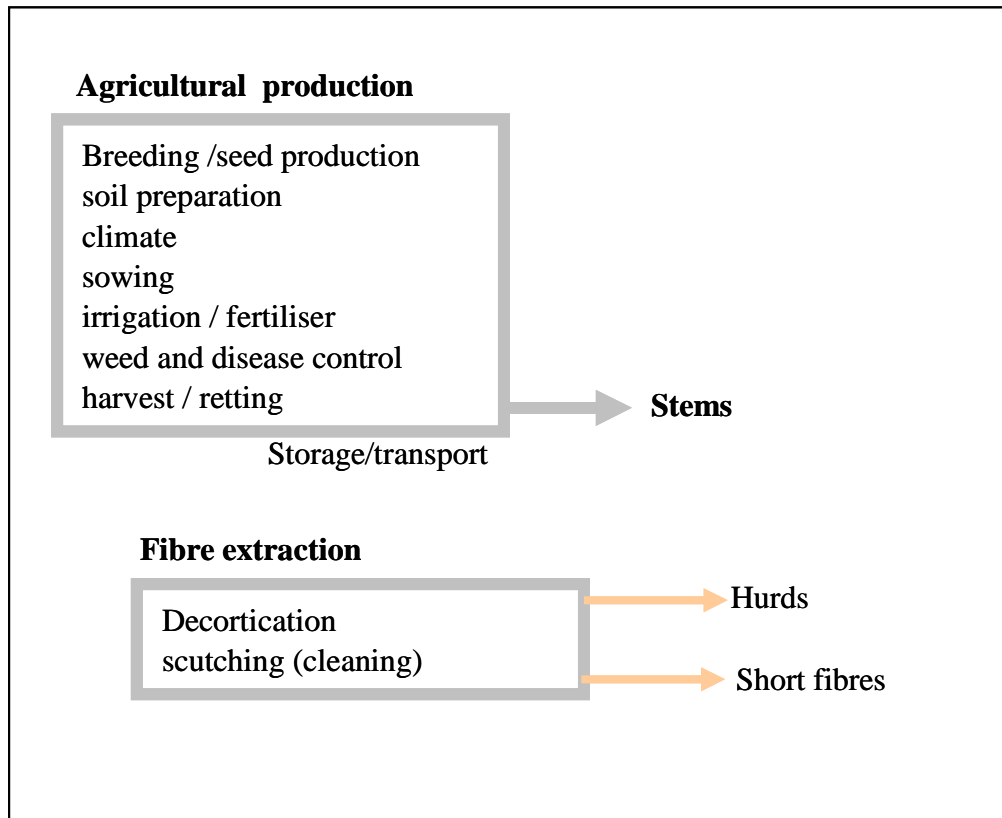 Agricultural production
Breeding /seed production
soil preparation
climate
sowing
irrigation / fertiliser
weed and disease control
harvest / retting
Stems
Storage/transport
Fibre extraction
Hurds
Decortication
scutching (cleaning)
Short fibres